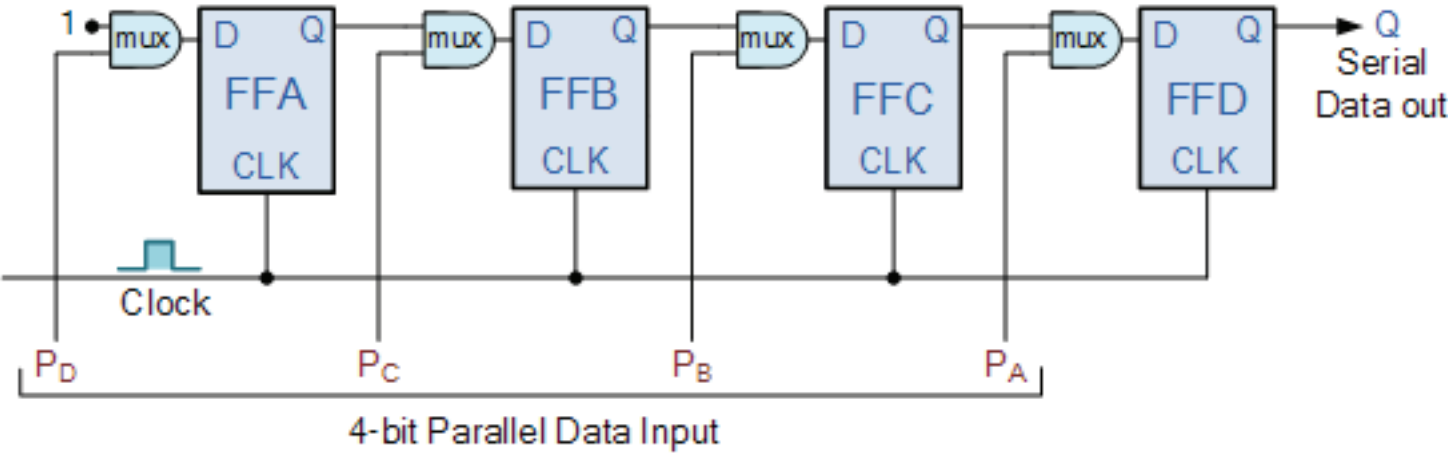 1
mux
D Q
FFA
CLK
mux
D Q
FFB
CLK
mux
D Q
FFC
CLK
mux
D Q
FFD
CLK
Q
Serial
Data out
Clock
PD
PC
PB
PA
4-bit Parallel Data Input